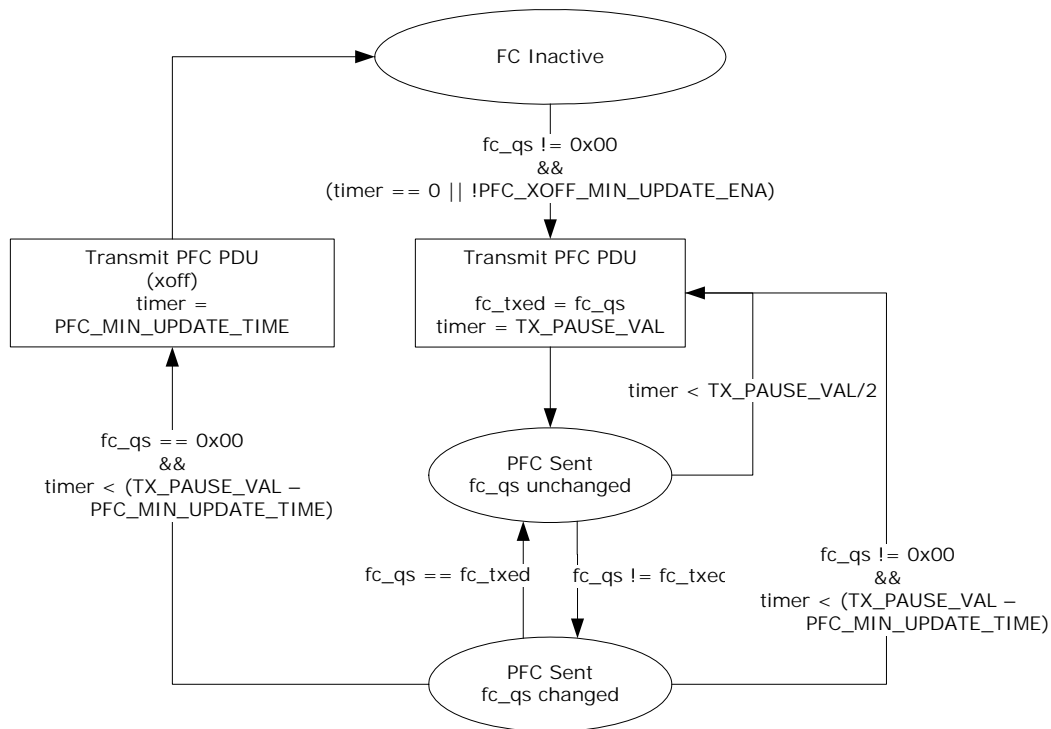 FC Inactive
fc_qs != 0x00
&&
(timer == 0 || !PFC_XOFF_MIN_UPDATE_ENA)
Transmit PFC PDU
(xoff)
timer =
PFC_MIN_UPDATE_TIME
Transmit PFC PDU
fc_txed = fc_qs
timer = TX_PAUSE_VAL
timer < TX_PAUSE_VAL/2
fc_qs == 0x00
&&
timer < (TX_PAUSE_VAL –
PFC_MIN_UPDATE_TIME)
PFC Sent
fc_qs unchanged
fc_qs == fc_txed
fc_qs != fc_txec
fc_qs != 0x00
&&
timer < (TX_PAUSE_VAL –
PFC_MIN_UPDATE_TIME)
PFC Sent
fc_qs changed